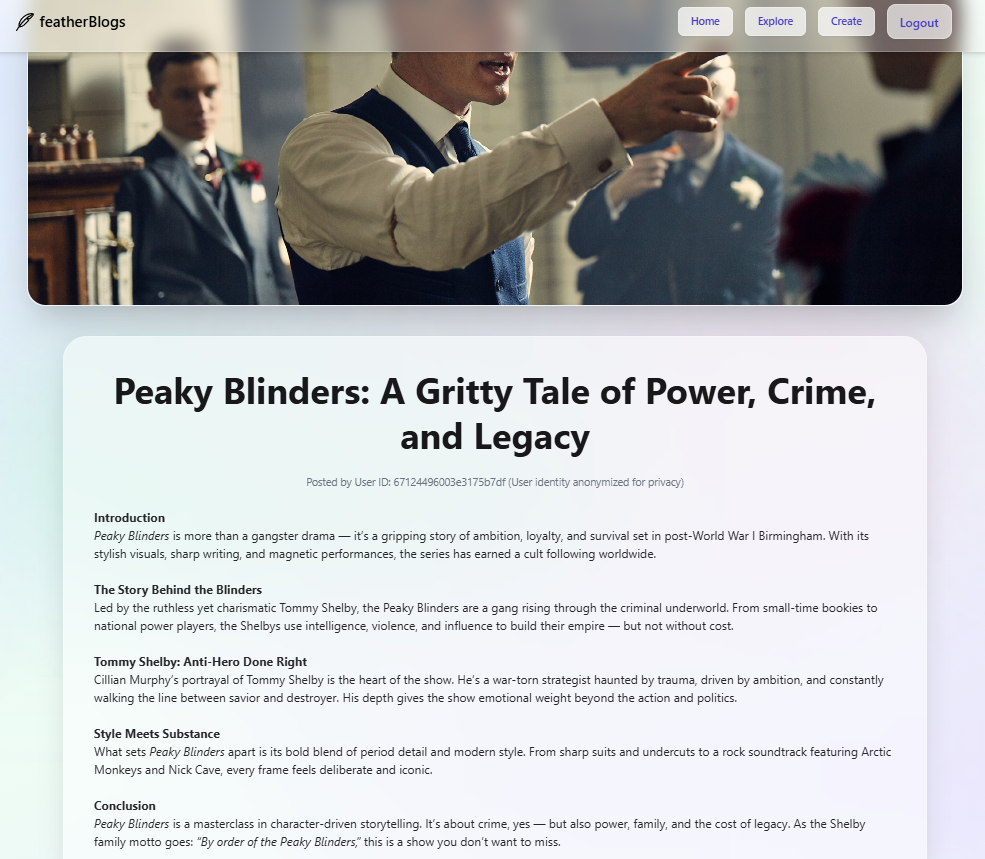 featherBlogs
Home
Explore
Create
Logout
Peaky Blinders: A Gritty Tale of Power, Crime,
and Legacy
Posted by User ID: 67124496003e3175b7df (User identity anonymized for privacy)
Introduction
Peaky Blinders is more than a gangster drama — it's a gripping story of ambition, loyalty, and survival set in post-World War I Birmingham. With its
stylish visuals, sharp writing, and magnetic performances, the series has earned a cult following worldwide.
The Story Behind the Blinders
Led by the ruthless yet charismatic Tommy Shelby, the Peaky Blinders are a gang rising through the criminal underworld. From small-time bookies to
national power players, the Shelbys use intelligence, violence, and influence to build their empire — but not without cost.
Tommy Shelby: Anti-Hero Done Right
Cillian Murphy's portrayal of Tommy Shelby is the heart of the show. He's a war-torn strategist haunted by trauma, driven by ambition, and constantly
walking the line between savior and destroyer. His depth gives the show emotional weight beyond the action and politics.
Style Meets Substance
What sets Peaky Blinders apart is its bold blend of period detail and modern style. From sharp suits and undercuts to a rock soundtrack featuring Arctic
Monkeys and Nick Cave, every frame feels deliberate and iconic.
Conclusion
Peaky Blinders is a masterclass in character-driven storytelling. It's about crime, yes — but also power, family, and the cost of legacy. As the Shelby
family motto goes: “By order of the Peaky Blinders,” this is a show you don't want to miss.